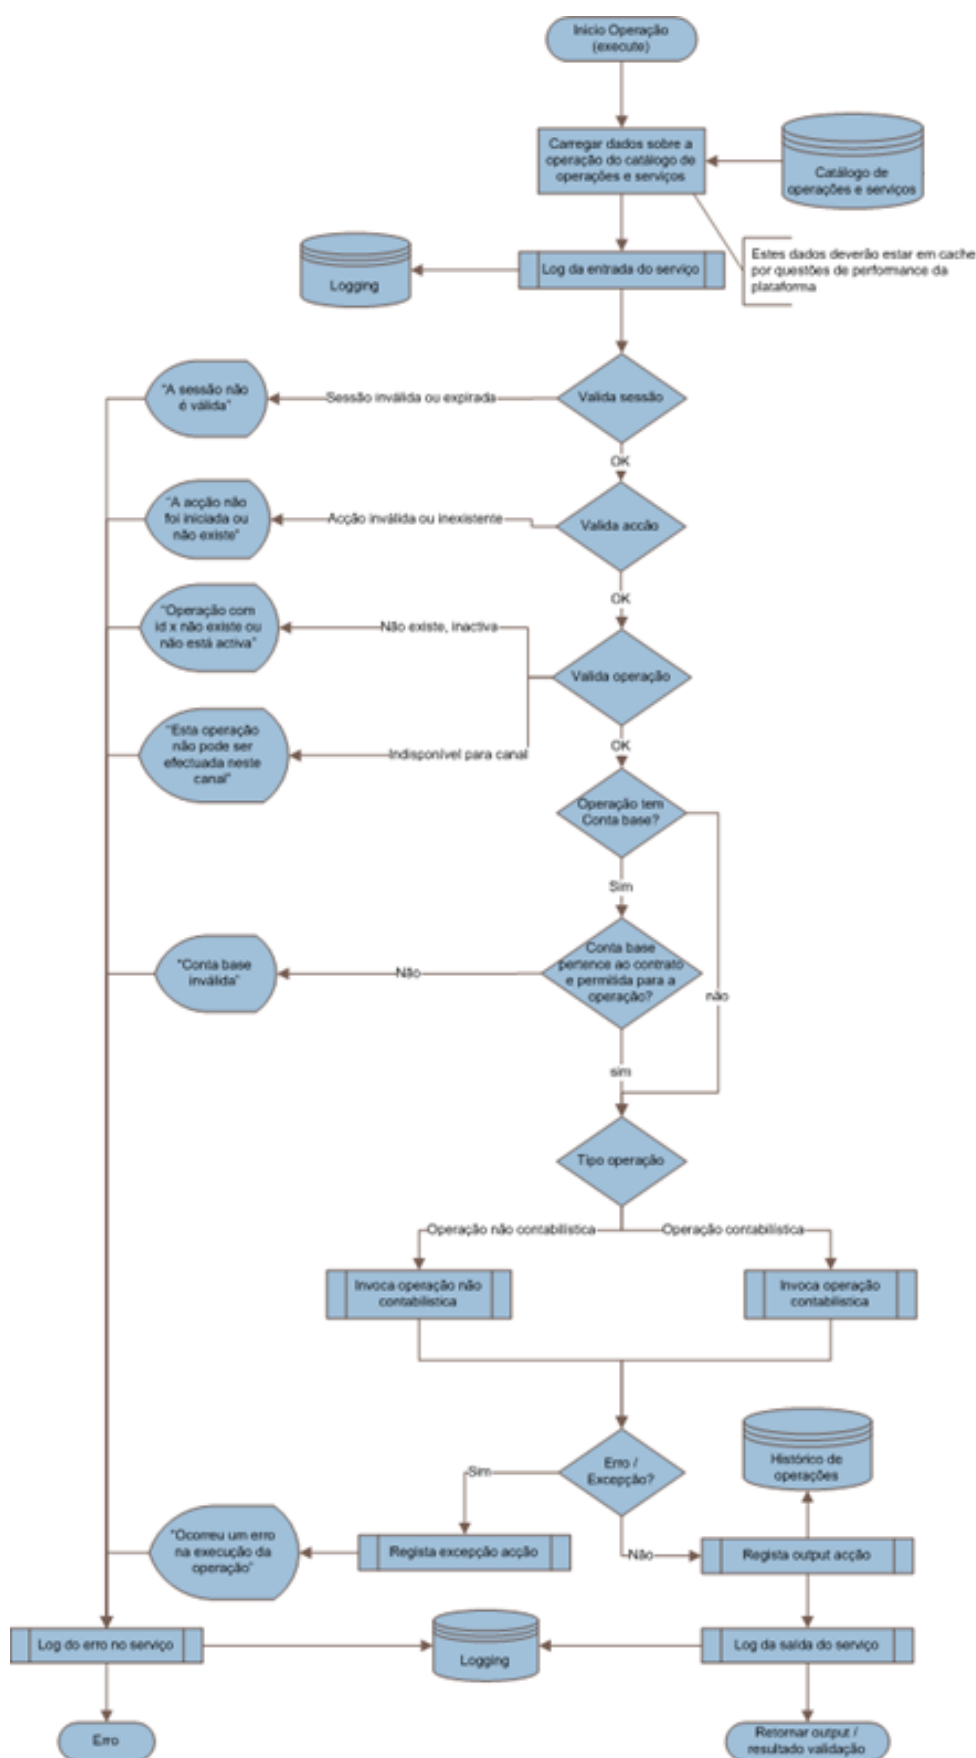 Inicio Operação
(execute)
Carregar dados sobre a
operação do catálogo de
operações e serviços
Catálogo de
operações e serviços
Estes dados deverão estar em cache
por questões de performance da
plataforma
Log da entrada do serviço
Logging
"A sessão não
é válida"
Sessão inválida ou expirada
Valida sessão
OK
"A acção não
foi iniciada ou
não existe"
Acção inválida ou inexistente
Valida accão
OK
"Operação com
id x não existe ou
não está activa"
Não existe, inactiva
Valida operação
"Esta operação
não pode ser
efectuada neste
canal"
Indisponível para canal
OK
Operação tem
Conta base?
Sim
"Conta base
inválida"
Não
Conta base
pertence ao contrato
e permitida para a
operação?
não
sim
Tipo operação
Operação não contabilística
Operação contabilística
Invoca operação não
contabilistica
Invoca operação
contabilistica
Erro /
Excepção?
Sim
Histórico de
operações
"Ocorreu um erro
na execução da
operação"
Regista excepção acção
Não
Regista output acção
Log do erro no serviço
Logging
Log da saída do serviço
Erro
Retornar output /
resultado validação